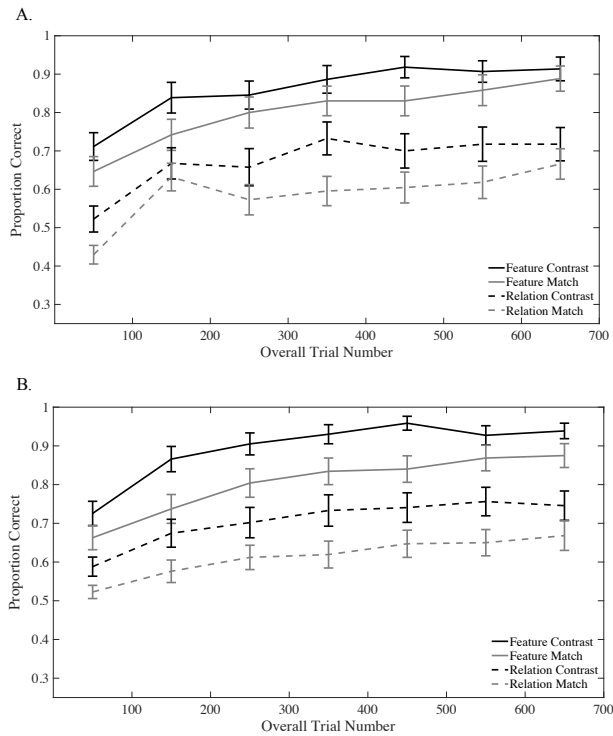 A.
1
0.9
0.8
0.7
0.6
0.5
0.4
0.3
Proportion Correct
100 200 300 400 500 600 700
Overall Trial Number
Feature Contrast
Feature Match
Relation Contrast
Relation Match
B.
1
0.9
0.8
0.7
0.6
0.5
0.4
0.3
Proportion Correct
100 200 300 400 500 600 700
Overall Trial Number
Feature Contrast
Feature Match
Relation Contrast
Relation Match